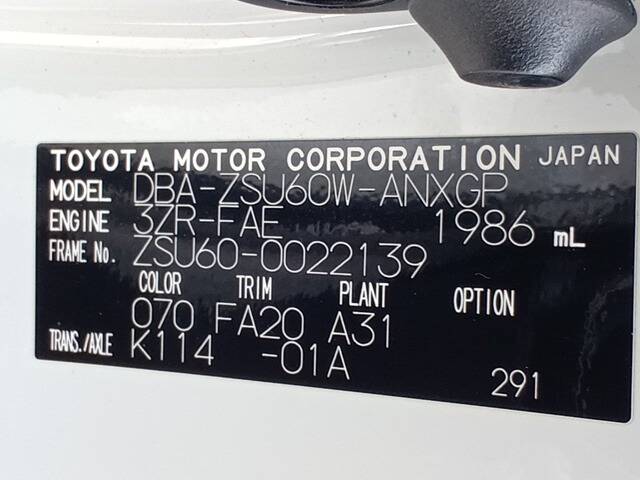 TOYOTA MOTOR CORPORATION JAPAN
MODEL DBA-ZSU60W-ANXGP
ENGINE 3ZR-FAE 1986 mL
FRAME No. ZSU60-0022139
COLOR TRIM PLANT OPTION
070 FA20 A31
TRANS./AXLE K114 -01A
291